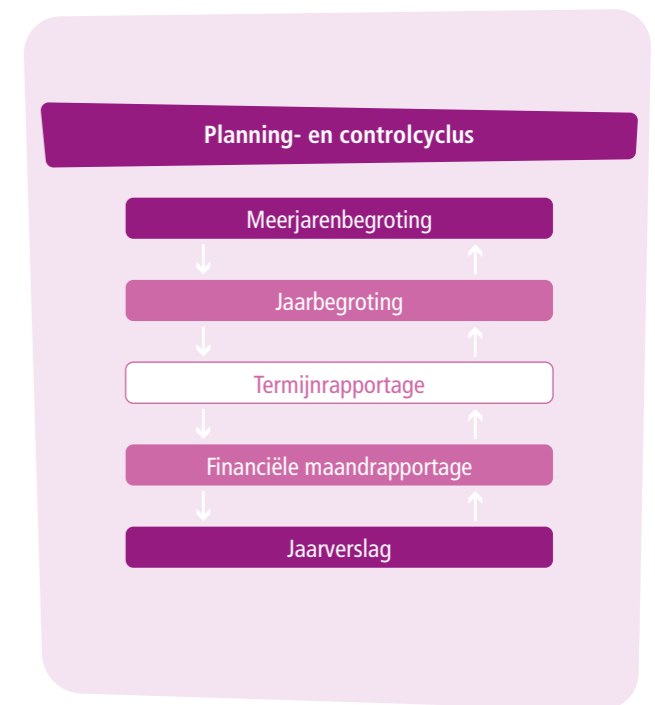 Planning- en controlcyclus
Meerjarenbegroting
Jaarbegroting
Termijnrapportage
Financiële maandrapportage
Jaarverslag